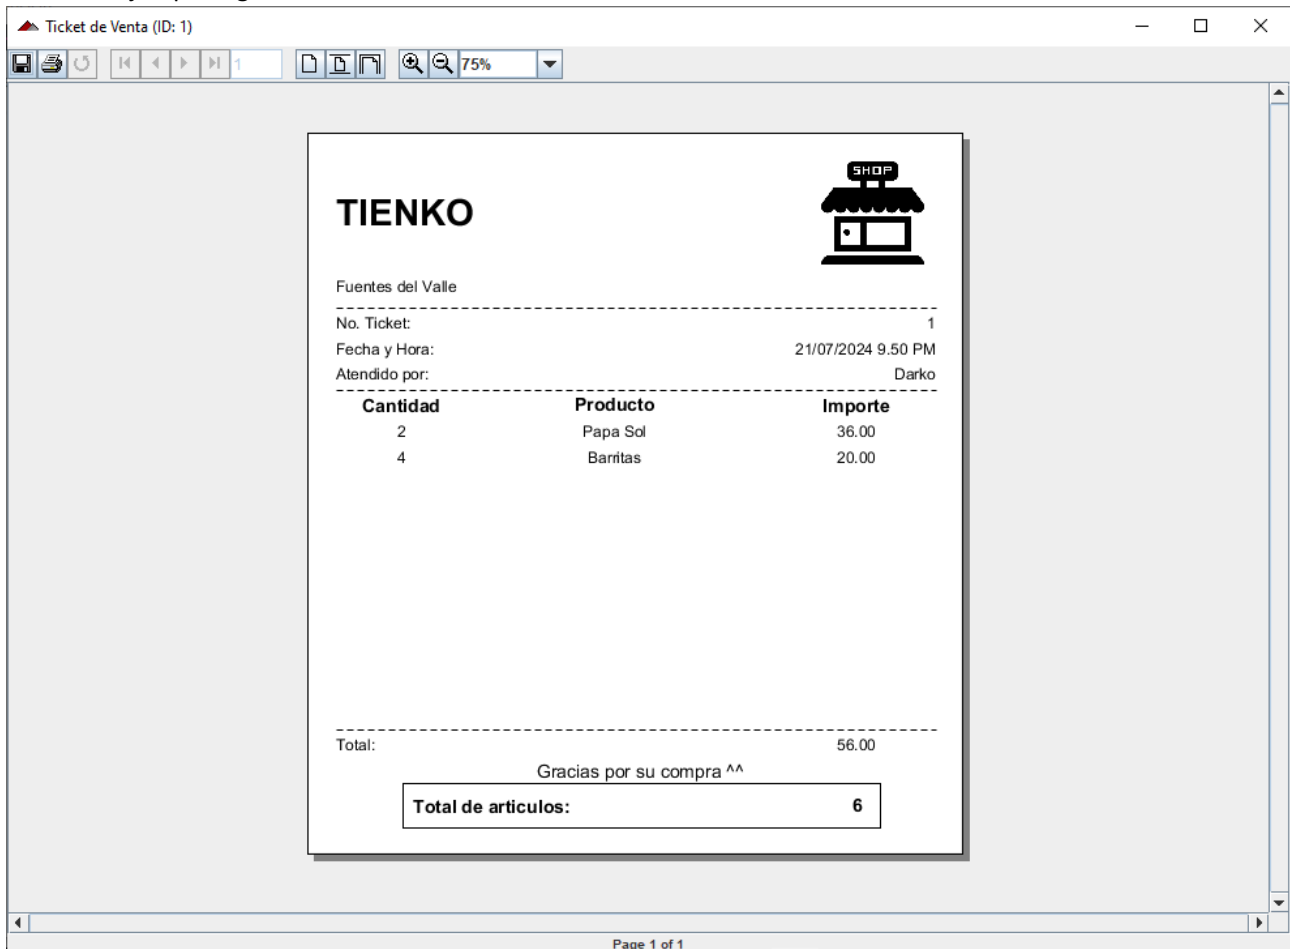 Ticket de Venta (ID: 1)
1
75%
SHOP
TIENKO
Fuentes del Valle
No. Ticket: 1
Fecha y Hora: 21/07/2024 9.50 PM
Atendido por: Darko
Cantidad Producto Importe
2 Papa Sol 36.00
4 Barritas 20.00
Total: 56.00
Gracias por su compra ^^
Total de articulos: 6
Page 1 of 1